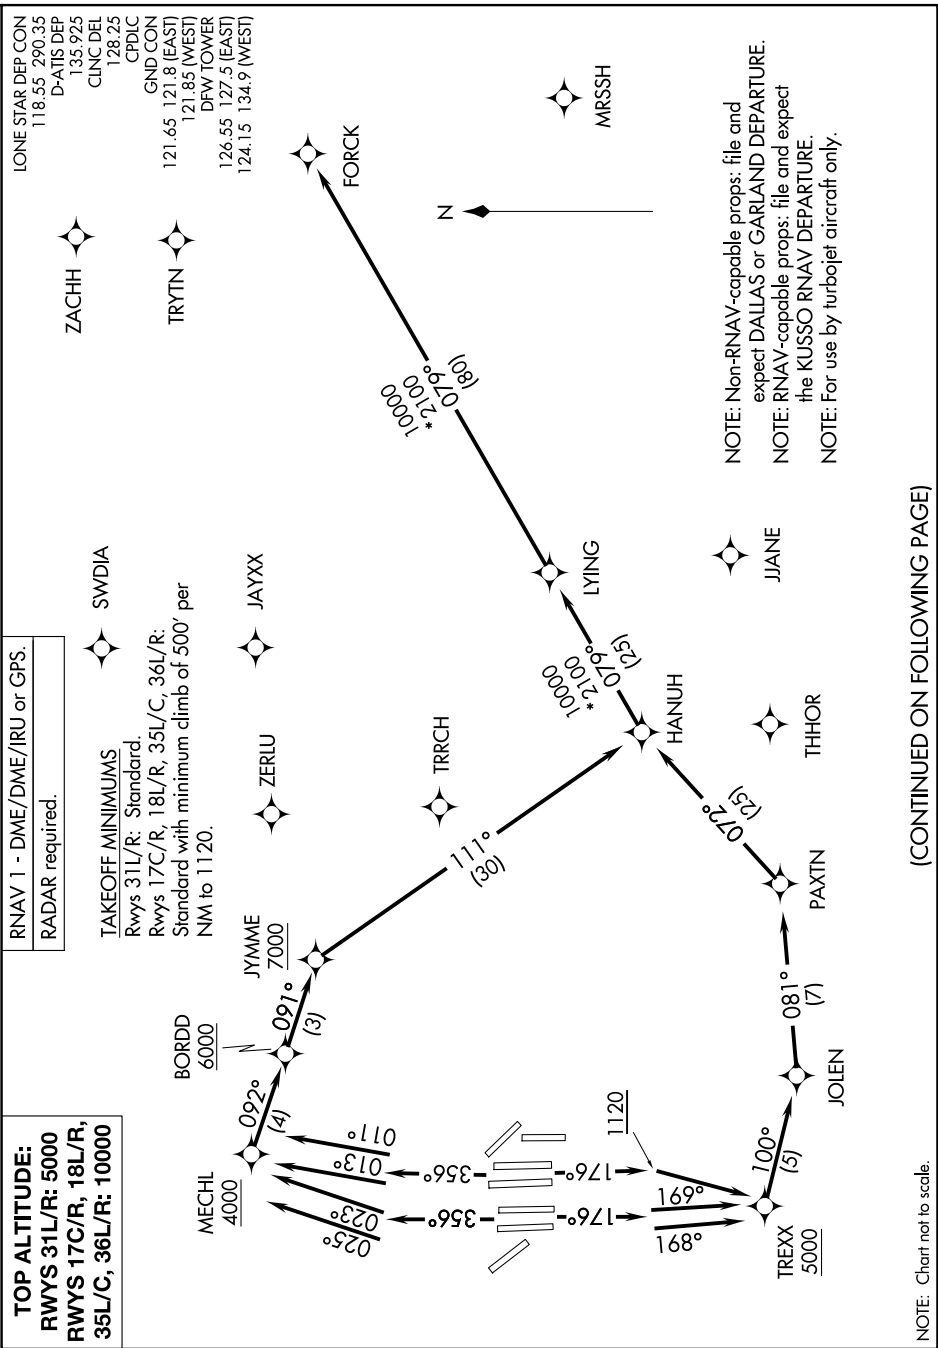 TOP ALTITUDE:
RWYS 31L/R: 5000
RWYS 17C/R, 18L/R,
35L/C, 36L/R: 10000
RNAV 1 - DME/DME/IRU or GPS.
RADAR required.
LONE STAR DEP CON
118.55 290.35
D-ATIS DEP
135.925
CLNC DEL
128.25
CPDLC
GND CON
121.65 121.8 (EAST)
121.85 (WEST)
DFW TOWER
126.55 127.5 (EAST)
124.15 134.9 (WEST)
TAKEOFF MINIMUMS
Rwys 31L/R: Standard.
Rwys 17C/R, 18L/R, 35L/C, 36L/R:
Standard with minimum climb of 500' per
NM to 1120.
SWDIA
ZACHH
TRYTN
JAYXX
ZERLU
TRRCH
FORCK
MRSSH
N
BORDD
6000
JYMME
7000
MECHL
4000
092°
(4)
091°
(3)
111°
(30)
025°
023°
013°
011°
356°
356°
176°
176°
1120
168°
169°
TREXX
5000
100°
(5)
JOLEN
081°
(7)
PAXTN
072°
(25)
HANUH
10000
*2100
079°
(25)
LYING
10000
*2100
079°
(80)
THHOR
JJANE
NOTE: Non-RNAV-capable props: file and
expect DALLAS or GARLAND DEPARTURE.
NOTE: RNAV-capable props: file and expect
the KUSSO RNAV DEPARTURE.
NOTE: For use by turbojet aircraft only.
(CONTINUED ON FOLLOWING PAGE)
NOTE: Chart not to scale.